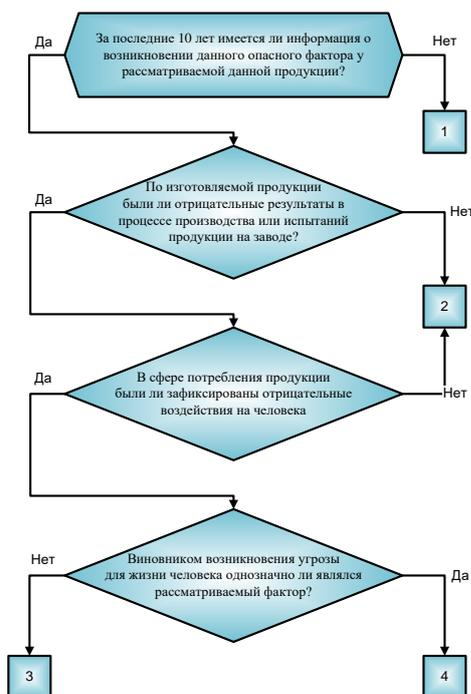 За последние 10 лет имеется ли информация о
возникновении данного опасного фактора у
рассматриваемой данной продукции?
Да
Нет
1
По изготовляемой продукции
были ли отрицательные результаты в
процессе производства или испытаний
продукции на заводе?
Да
Нет
2
В сфере потребления продукции
были ли зафиксированы отрицательные
воздействия на человека
Да
Нет
Виновником возникновения угрозы
для жизни человека однозначно ли являлся
рассматриваемый фактор?
Нет
Да
3
4